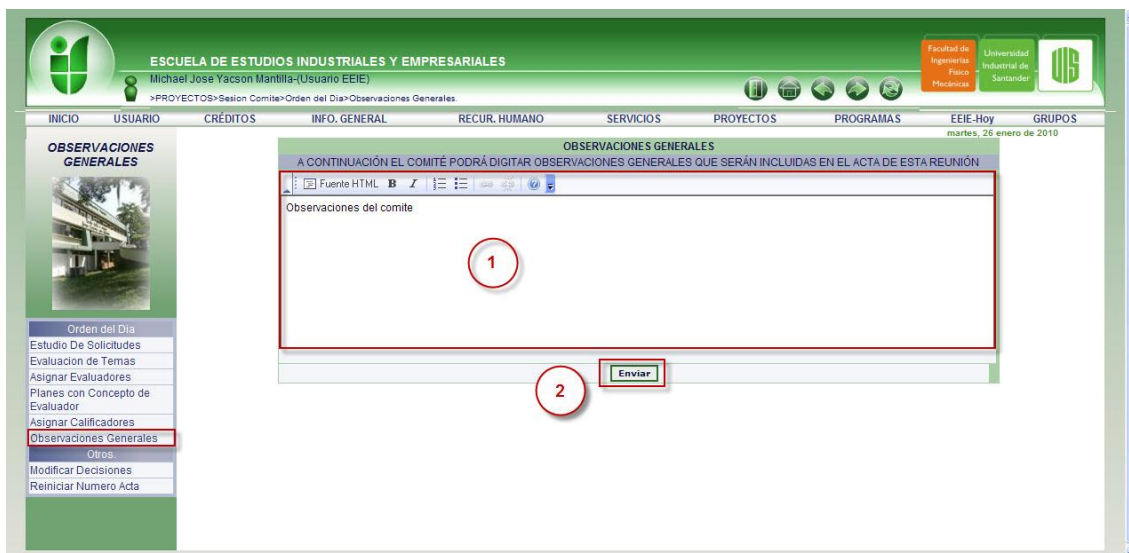 ESCUELA DE ESTUDIOS INDUSTRIALES Y EMPRESARIALES
Michael Jose Yacson Mantilla-(Usuario EEIE)
>PROYECTOS>Sesion Comite>Orden del Dia>Observaciones Generales.
Facultad de
Ingenierías
Físico
Mecánicas
Universidad
Industrial de
Santander
UIS
INICIO USUARIO CRÉDITOS INFO. GENERAL RECUR. HUMANO SERVICIOS PROYECTOS PROGRAMAS EEIE-Hoy GRUPOS
martes, 26 enero de 2010
OBSERVACIONES
GENERALES
Orden del Dia
Estudio De Solicitudes
Evaluacion de Temas
Asignar Evaluadores
Planes con Concepto de
Evaluador
Asignar Calificadores
Observaciones Generales
Otros.
Modificar Decisiones
Reiniciar Numero Acta
OBSERVACIONES GENERALES
A CONTINUACIÓN EL COMITÉ PODRÁ DIGITAR OBSERVACIONES GENERALES QUE SERÁN INCLUIDAS EN EL ACTA DE ESTA REUNIÓN
Fuente HTML B I
Observaciones del comite
1
Enviar
2